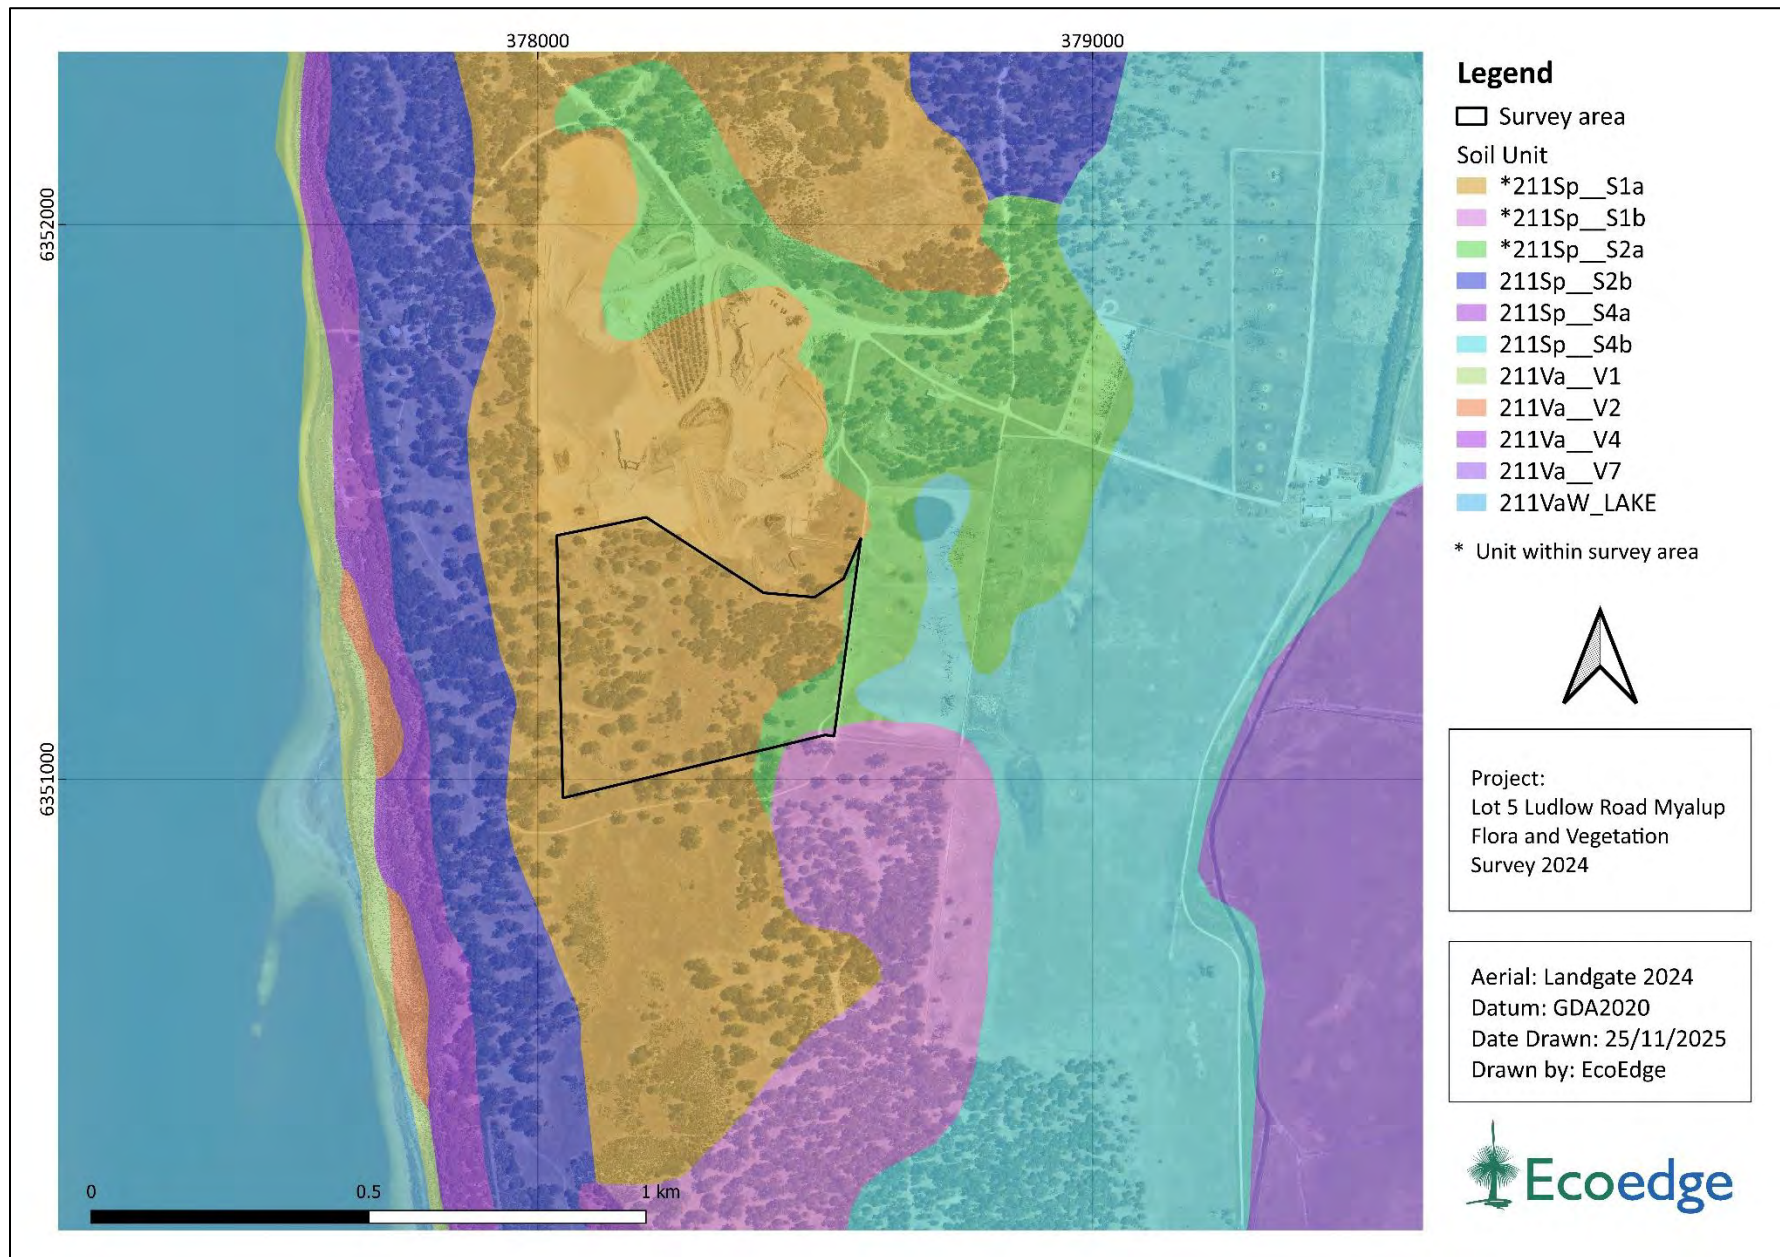 378000
379000
6352000
6351000
0
0.5
1 km
Legend
Survey area
Soil Unit
*211Sp__S1a
*211Sp__S1b
*211Sp__S2a
211Sp__S2b
211Sp__S4a
211Sp__S4b
211Va__V1
211Va__V2
211Va__V4
211Va__V7
211VaW_LAKE
* Unit within survey area
Project:
Lot 5 Ludlow Road Myalup
Flora and Vegetation
Survey 2024
Aerial: Landgate 2024
Datum: GDA2020
Date Drawn: 25/11/2025
Drawn by: EcoEdge
Ecoedge